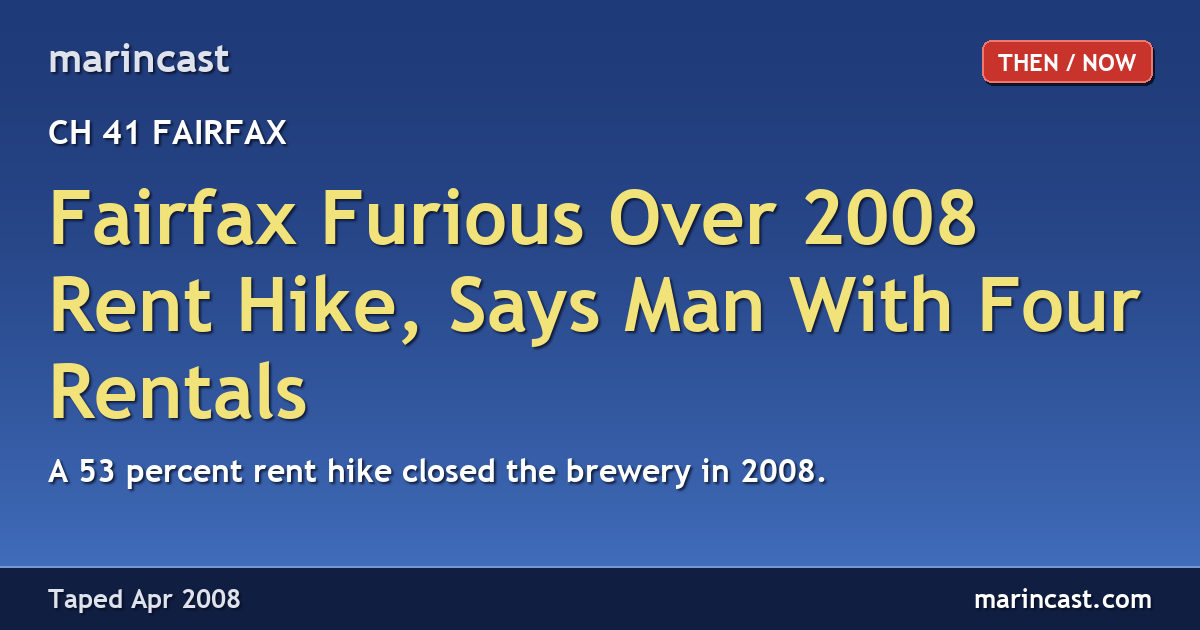 marincast
THEN / NOW
CH 41 FAIRFAX
Fairfax Furious Over 2008
Rent Hike, Says Man With Four
Rentals
A 53 percent rent hike closed the brewery in 2008.
Taped Apr 2008
marincast.com